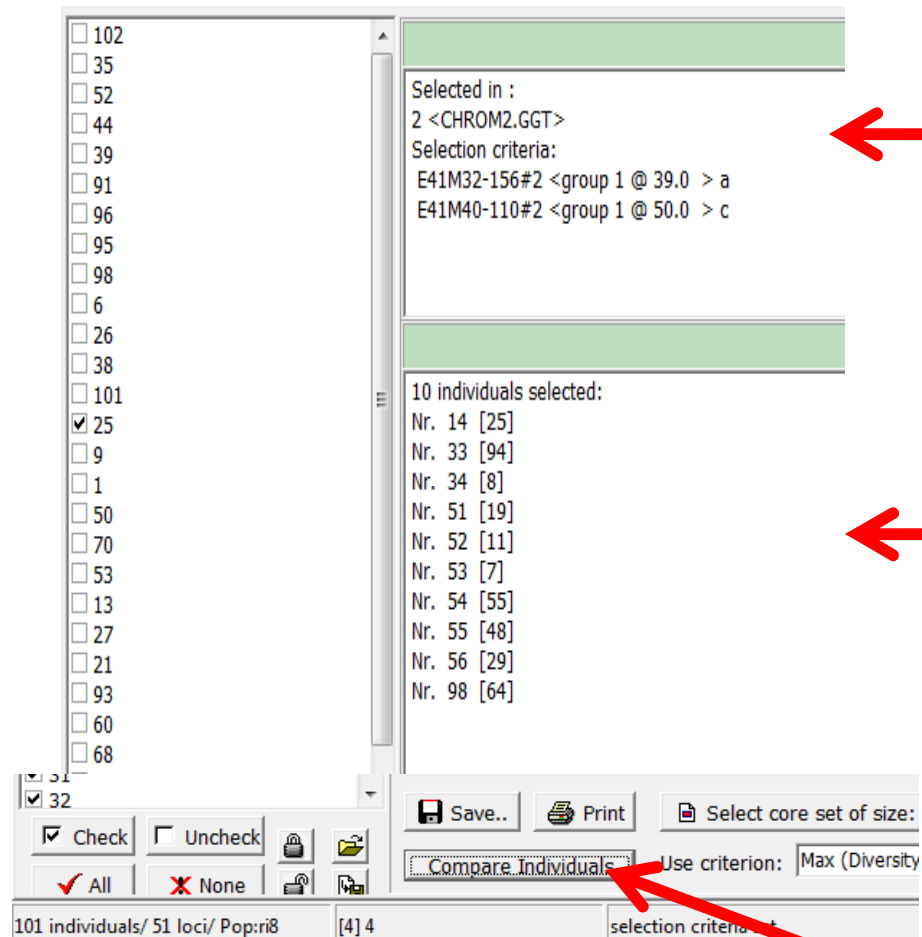 102
35
52
44
39
91
96
95
98
6
26
38
101
25
9
1
50
70
53
13
27
21
93
60
68
Selected in :
2 <CHROM2.GGT>
Selection criteria:
E41M32-156#2 <group 1 @ 39.0 > a
E41M40-110#2 <group 1 @ 50.0 > c
10 individuals selected:
Nr. 14 [25]
Nr. 33 [94]
Nr. 34 [8]
Nr. 51 [19]
Nr. 52 [11]
Nr. 53 [7]
Nr. 54 [55]
Nr. 55 [48]
Nr. 56 [29]
Nr. 98 [64]
31
32
Check Uncheck
All None
Save.. Print Select core set of size:
Compare Individuals Use criterion: Max (Diversity
101 individuals/ 51 loci/ Pop:ri8 [4] 4 selection criteria set